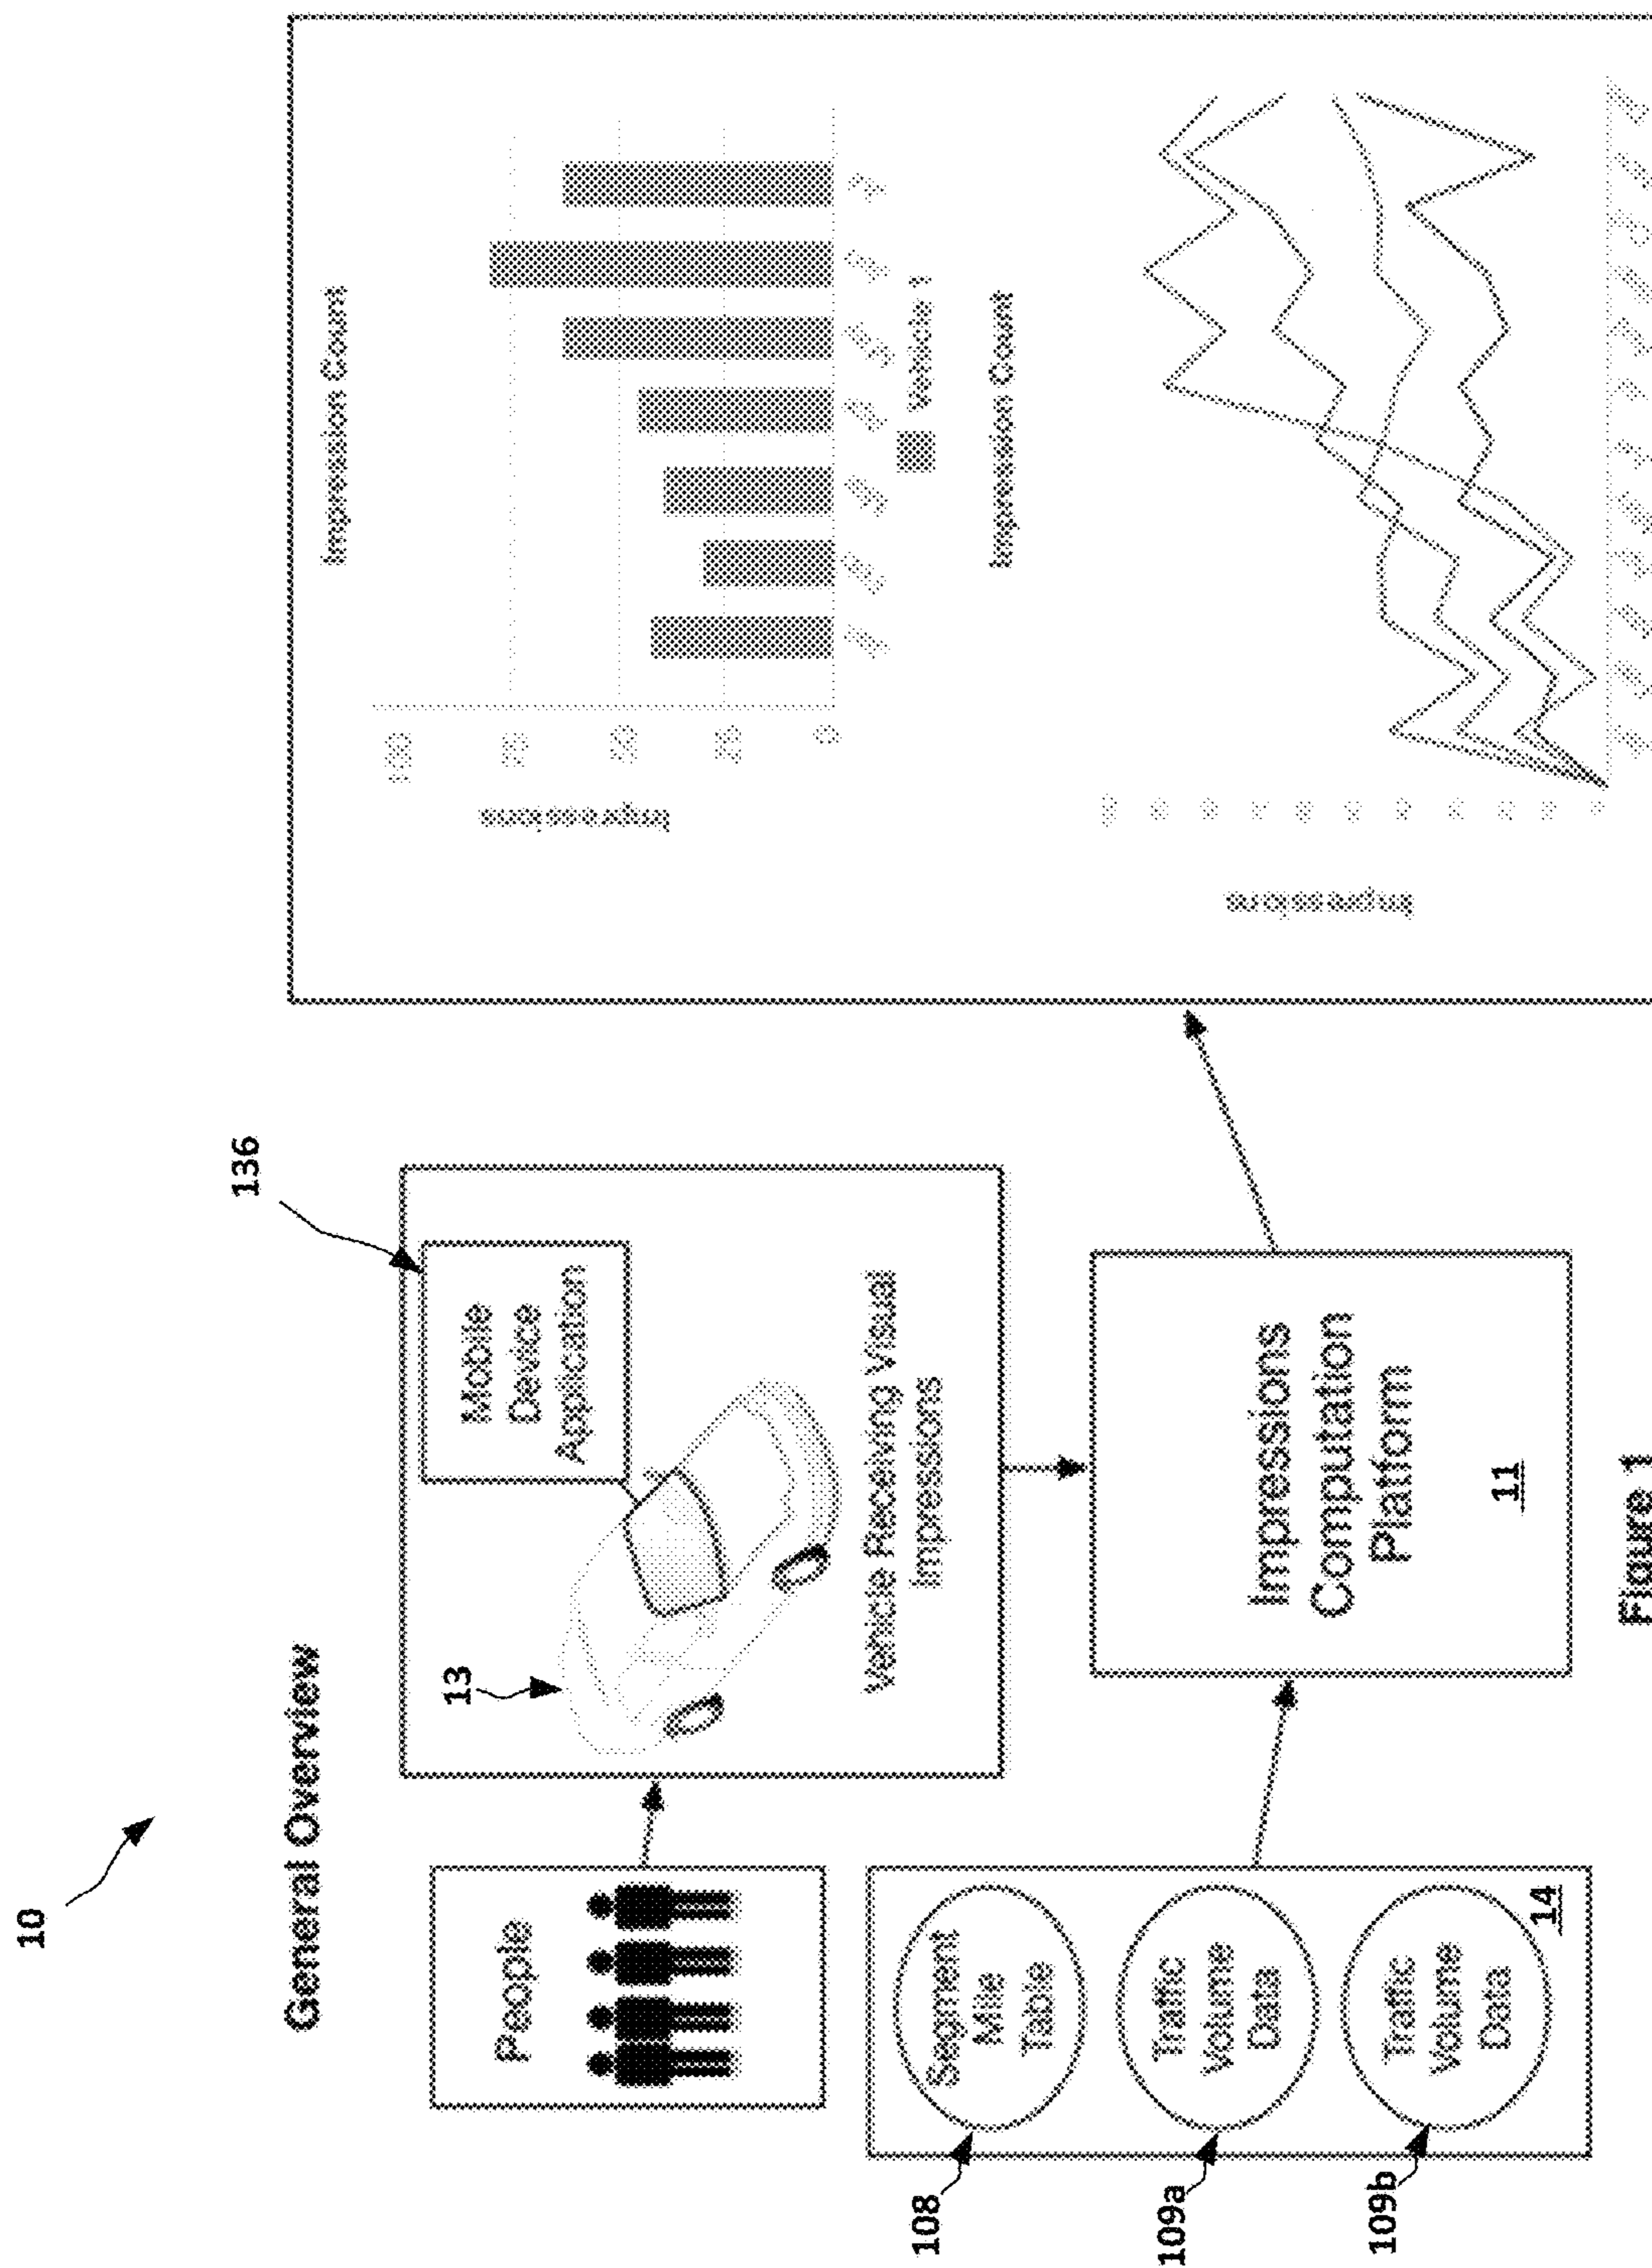 10
General Overview
136
People
13
Mobile
Device
Application
Vehicle Receiving Visual
Impressions
108
109a
109b
Segment
Mile
Table
Traffic
Volume
Data
Traffic
Volume
Data
14
Impressions
Computation
Platform
11
Impression Count
Impressions
100
0
Vehicle 1
Impression Count
Impressions
Figure 1